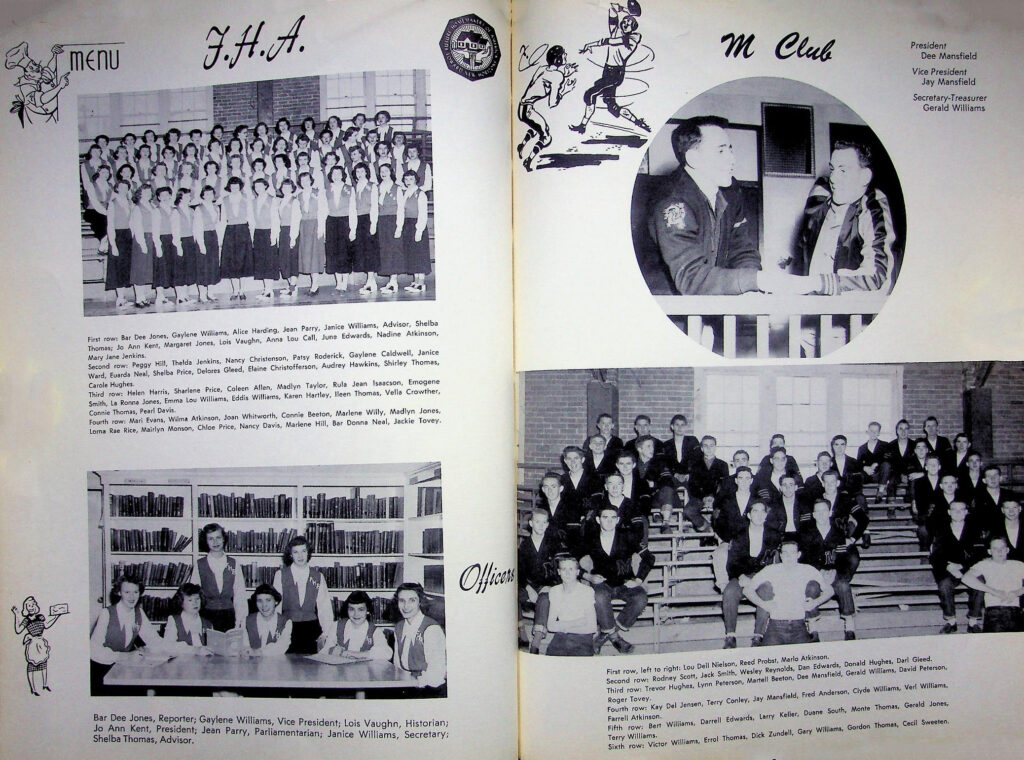 MENU
F.H.A.
First row: Bar Dee Jones, Gaylene Williams, Alice Harding, Jean Parry, Janice Williams, Advisor, Shelba
Thomas; Jo Ann Kent, Margaret Jones, Lois Vaughn, Anna Lou Call, June Edwards, Nadine Atkinson,
Mary Jane Jenkins.
Second row: Peggy Hill, Thelda Jenkins, Nancy Christenson, Patsy Roderick, Gaylene Caldwell, Janice
Ward, Euarda Neal, Shelba Price, Delores Gleed, Elaine Christofferson, Audrey Hawkins, Shirley Thomas,
Carole Hughes.
Third row: Helen Harris, Sharlene Price, Coleen Allen, Madlyn Taylor, Rula Jean Isaacson, Emogene
Smith, La Ronna Jones, Emma Lou Williams, Eddis Williams, Karen Hartley, Ileen Thomas, Vella Crowther,
Connie Thomas, Pearl Davis.
Fourth row: Mari Evans, Wilma Atkinson, Joan Whitworth, Connie Beeton, Marlene Willy, Madlyn Jones,
Lorna Rae Rice, Mairlyn Monson, Chloe Price, Nancy Davis, Marlene Hill, Bar Donna Neal, Jackie Tovey.
Officers
Bar Dee Jones, Reporter; Gaylene Williams, Vice President; Lois Vaughn, Historian;
Jo Ann Kent, President; Jean Parry, Parliamentarian; Janice Williams, Secretary;
Shelba Thomas, Advisor.
M Club
President
Dee Mansfield
Vice President
Jay Mansfield
Secretary-Treasurer
Gerald Williams
First row, left to right: Lou Dell Nielson, Reed Probst, Marlo Atkinson.
Second row: Rodney Scott, Jack Smith, Wesley Reynolds, Dan Edwards, Donald Hughes, Darl Gleed.
Third row: Trevor Hughes, Lynn Peterson, Martell Beeton, Dee Mansfield, Gerald Williams, David Peterson,
Roger Tovey.
Fourth row: Kay Del Jensen, Terry Conley, Jay Mansfield, Fred Anderson, Clyde Williams, Verl Williams,
Farrell Atkinson.
Fifth row: Bert Williams, Darrell Edwards, Larry Keller, Duane South, Monte Thomas, Gerald Jones,
Terry Williams.
Sixth row: Victor Williams, Errol Thomas, Dick Zundell, Gary Williams, Gordon Thomas, Cecil Sweeten.